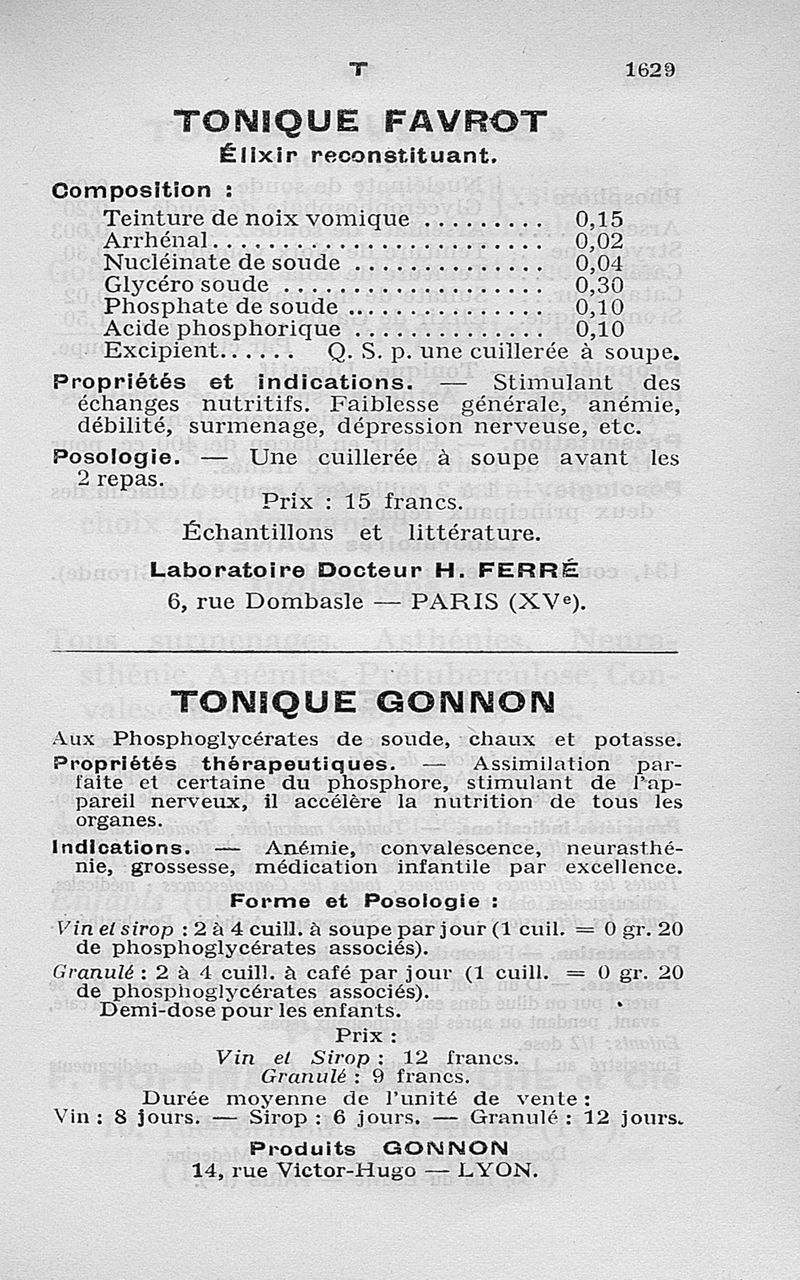 T 1629
TONIQUE FAVROT
Élixir reconstituant.
Composition :
Teinture de noix vomique .......... 0,15
Arrhénal........................ 0,02
Nucléinate de soude .............. 0,04
Glycéro soude .................... 0,30
Phosphate de soude ............... 0,10
Acide phosphorique ............... 0,10
Excipient...... Q. S. p. une cuillerée à soupe.
Propriétés et indications. — Stimulant des
échanges nutritifs. Faiblesse générale, anémie,
débilité, surmenage, dépression nerveuse, etc.
Posologie. — Une cuillerée à soupe avant les
2 repas.
Prix : 15 francs.
Échantillons et littérature.
Laboratoire Docteur H. FERRÉ
6, rue Dombasle — PARIS (XVe).
TONIQUE GONNON
Aux Phosphoglycérates de soude, chaux et potasse.
Propriétés thérapeutiques. — Assimilation par-
faite et certaine du phosphore, stimulant de l'ap-
pareil nerveux, il accélère la nutrition de tous les
organes.
Indications. — Anémie, convalescence, neurasthé-
nie, grossesse, médication infantile par excellence.
Forme et Posologie :
Vin et sirop : 2 à 4 cuill. à soupe par jour (1 cuil. = 0 gr. 20
de phosphoglycérates associés).
Granulé : 2 à 4 cuill. à café par jour (1 cuill. = 0 gr. 20
de phosphoglycérates associés).
Demi-dose pour les enfants.
Prix :
Vin et Sirop : 12 francs.
Granulé : 9 francs.
Durée moyenne de l'unité de vente :
Vin : 8 jours. — Sirop : 6 jours. — Granulé : 12 jours.
Produits GONNON
14, rue Victor-Hugo — LYON.